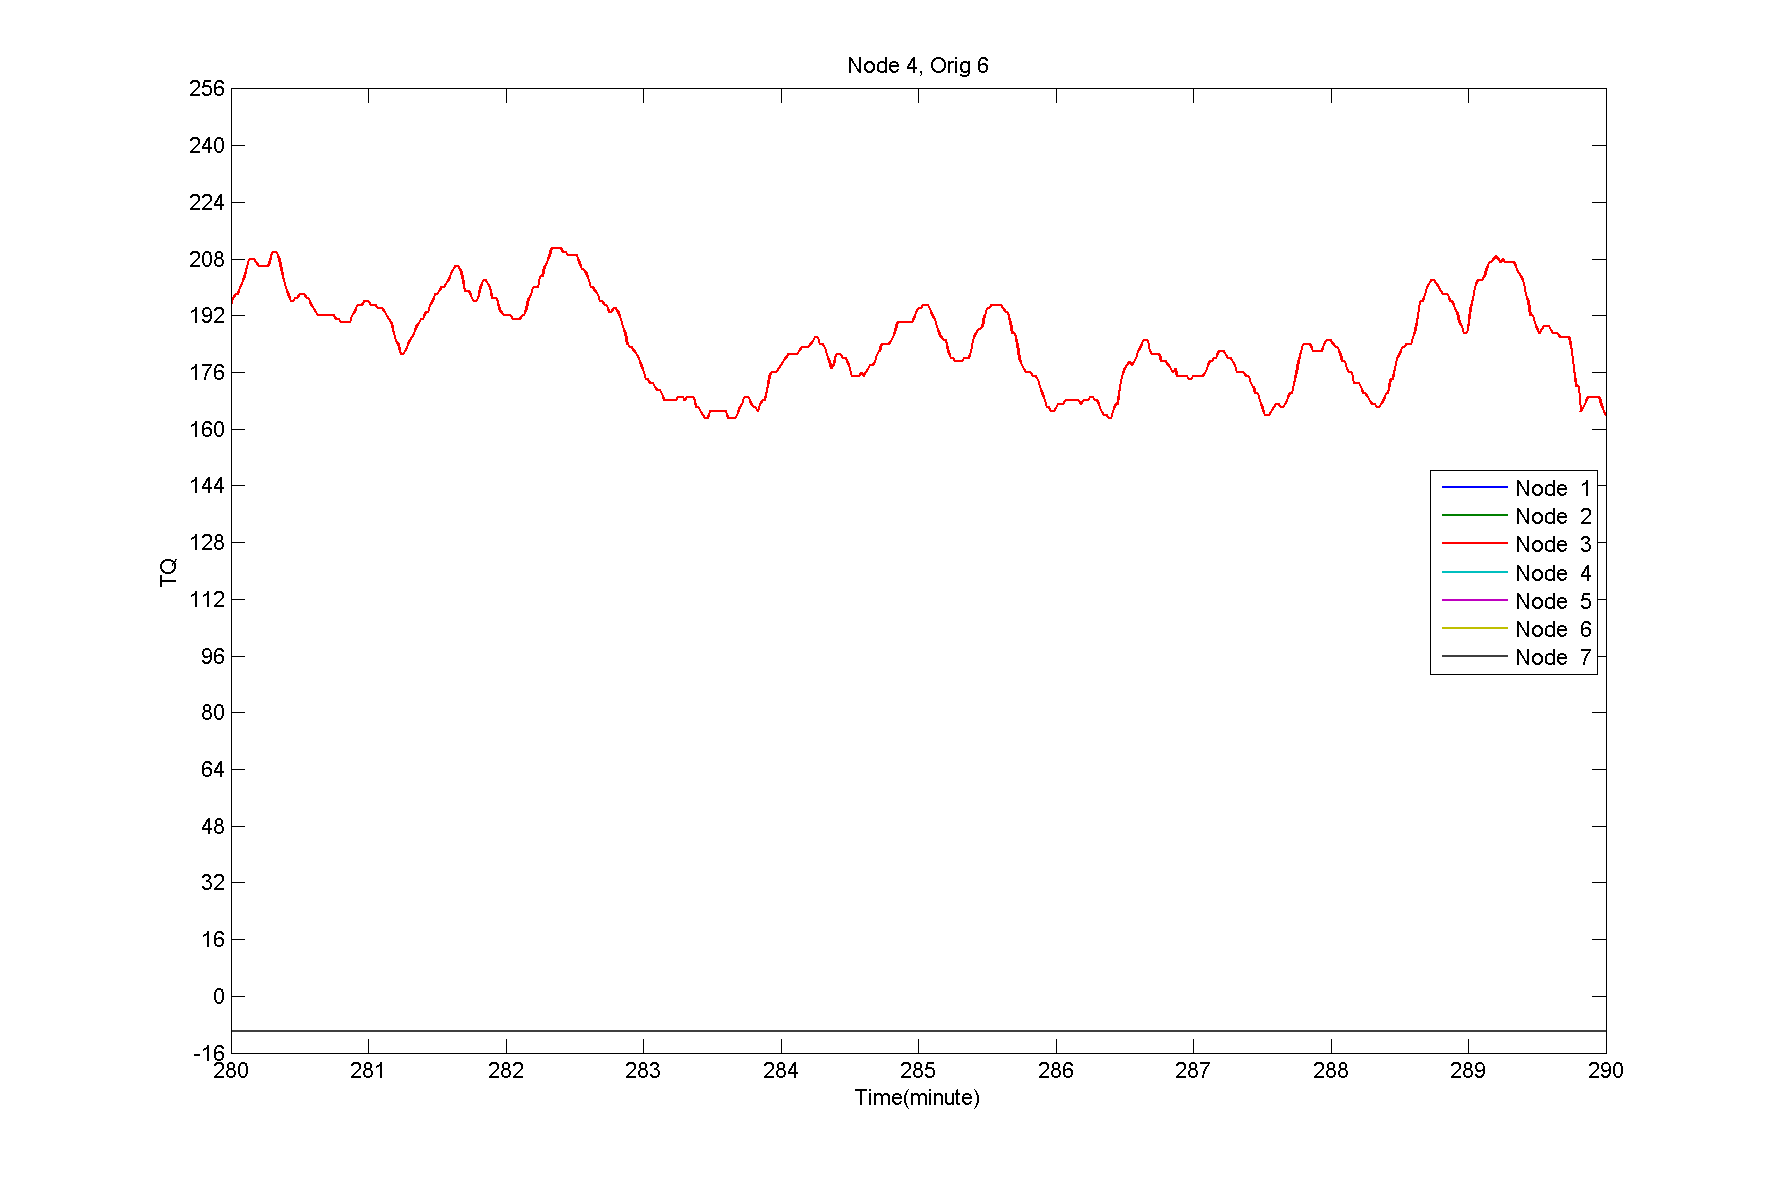 Node 4, Orig 6
256
240
224
208
192
176
160
144
128
112
96
80
64
48
32
16
0
-16
TQ
Node 1
Node 2
Node 3
Node 4
Node 5
Node 6
Node 7
280 281 282 283 284 285 286 287 288 289 290
Time(minute)